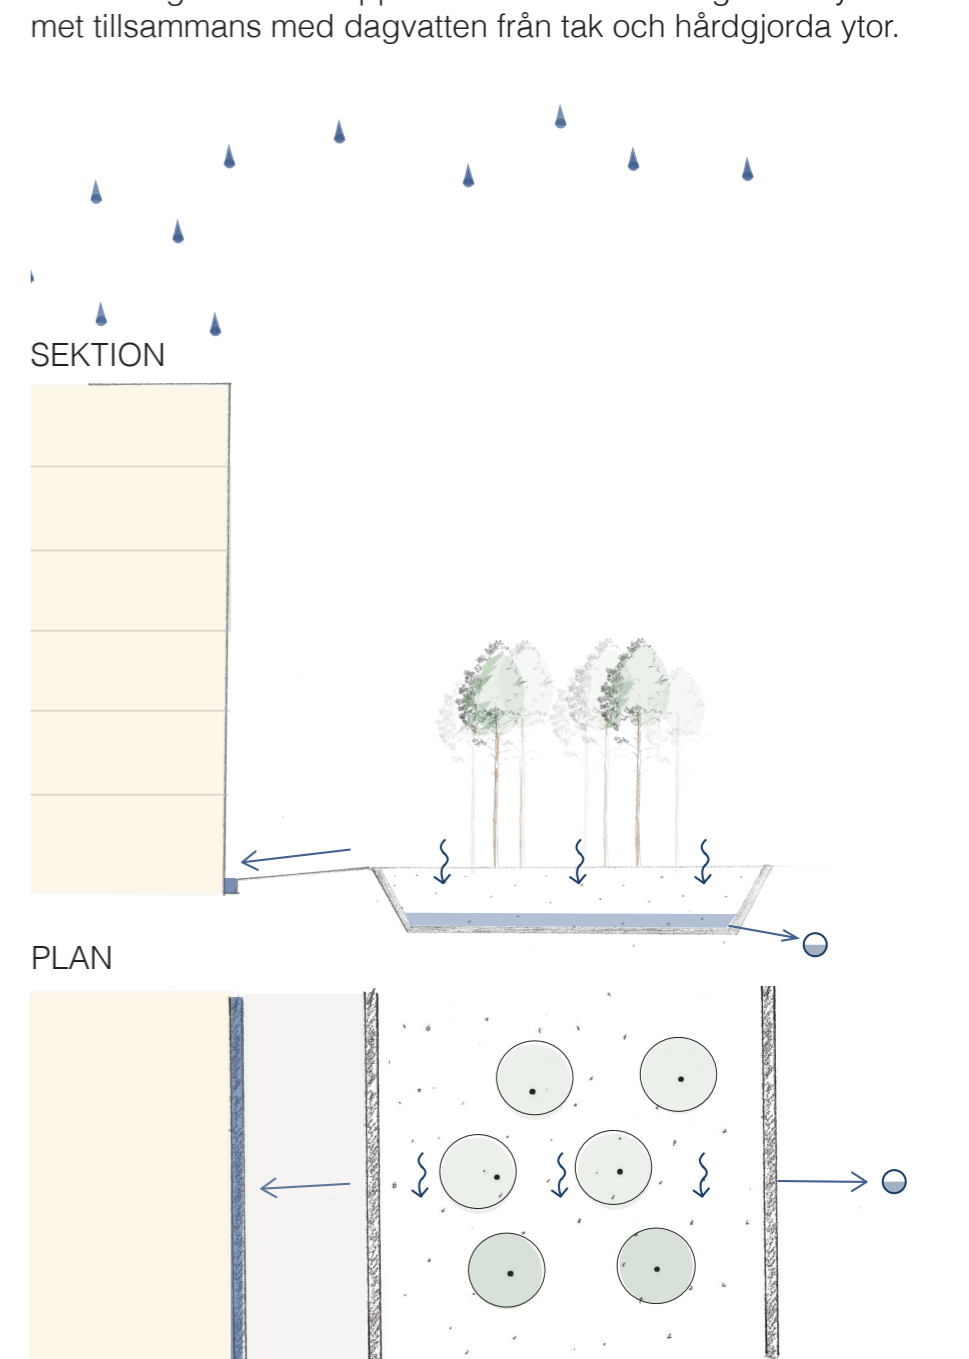 met tillsammans med dagvatten från tak och hårdgjorda ytor.
SEKTION
PLAN